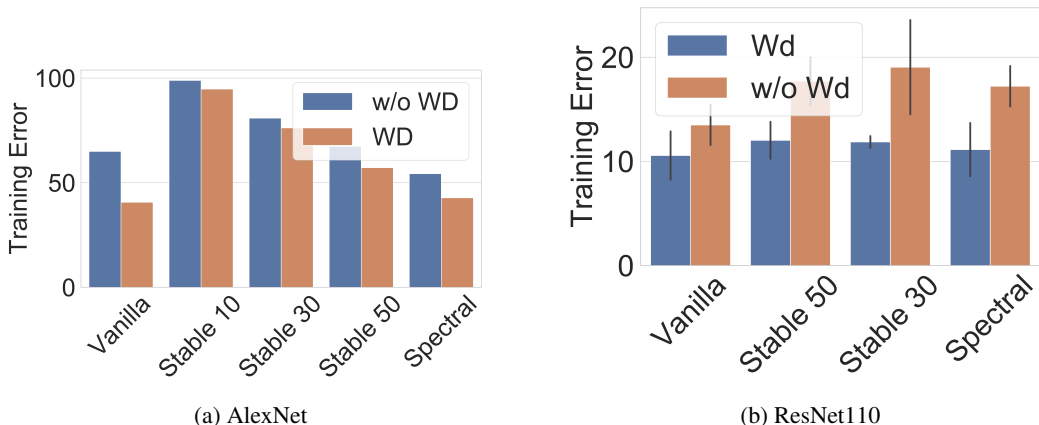 100
50
0
Training Error
w/o WD
WD
Vanilla
Stable 10
Stable 30
Stable 50
Spectral
(a) AlexNet
20
10
0
Training Error
Wd
w/o Wd
Vanilla
Stable 50
Stable 30
Spectral
(b) ResNet110